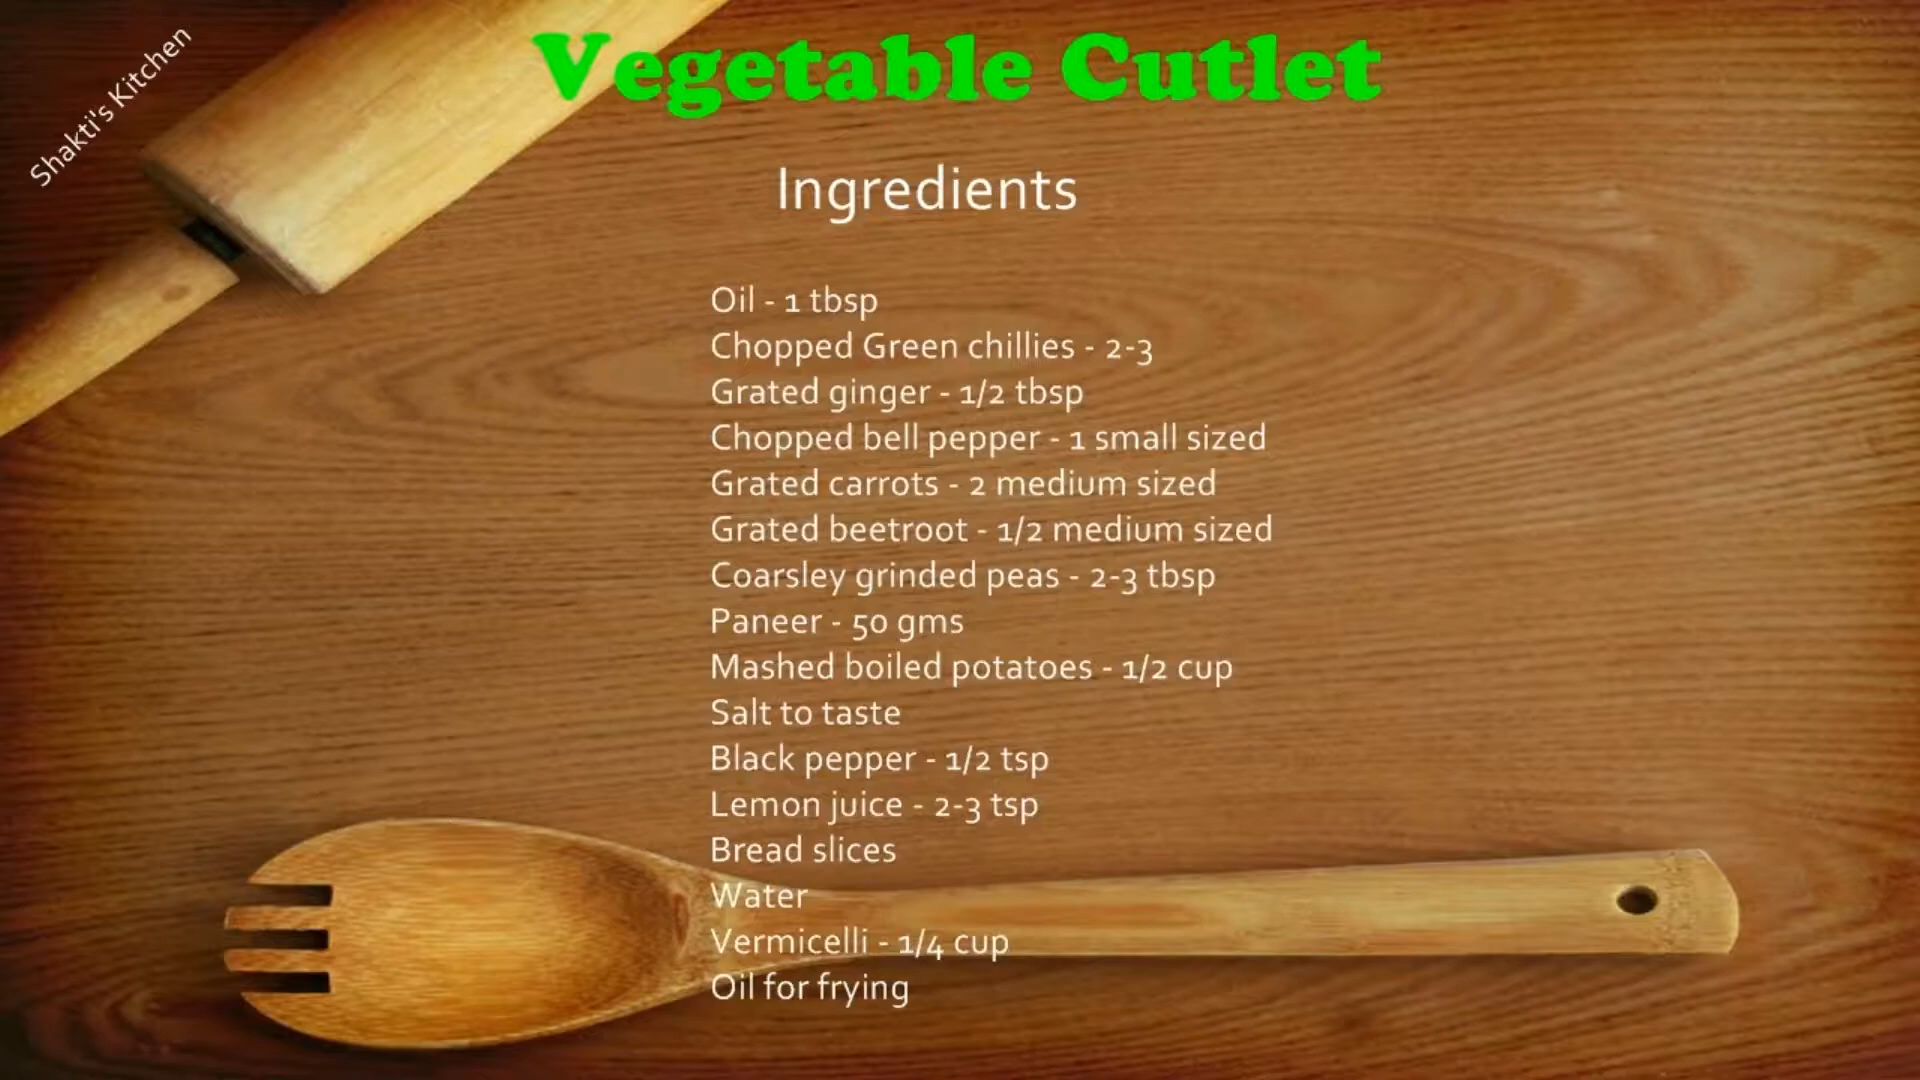 Shakti's Kitchen
Vegetable Cutlet
Ingredients
Oil - 1 tbsp
Chopped Green chillies - 2-3
Grated ginger - 1/2 tbsp
Chopped bell pepper - 1 small sized
Grated carrots - 2 medium sized
Grated beetroot - 1/2 medium sized
Coarsley grinded peas - 2-3 tbsp
Paneer - 50 gms
Mashed boiled potatoes - 1/2 cup
Salt to taste
Black pepper - 1/2 tsp
Lemon juice - 2-3 tsp
Bread slices
Water
Vermicelli - 1/4 cup
Oil for frying